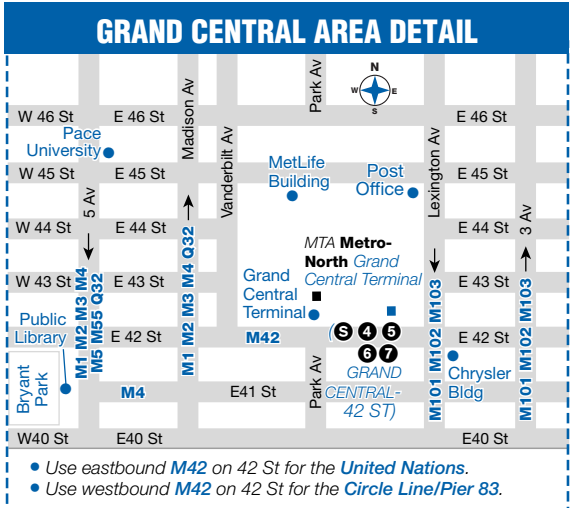 GRAND CENTRAL AREA DETAIL
N
W E
S
Park Av
Madison Av
Vanderbilt Av
Lexington Av
5 Av
3 Av
W 46 St
E 46 St
E 46 St
Pace
University
W 45 St
E 45 St
E 45 St
MetLife
Building
Post
Office
W 44 St
E 44 St
E 44 St
MTA Metro-
North Grand
Central Terminal
W 43 St
E 43 St
E 43 St
Grand
Central
Terminal
M1 M2 M3 M4
M5 M55 Q32
M1 M2 M3 M4 Q32
M101 M102 M103
M101 M102 M103
Public
Library
E 42 St
M42
(S 4 5
6 7
GRAND
CENTRAL-
42 ST)
E 42 St
Chrysler
Bldg
Bryant
Park
M4
E41 St
Park Av
W40 St
E40 St
E40 St
• Use eastbound M42 on 42 St for the United Nations.
• Use westbound M42 on 42 St for the Circle Line/Pier 83.